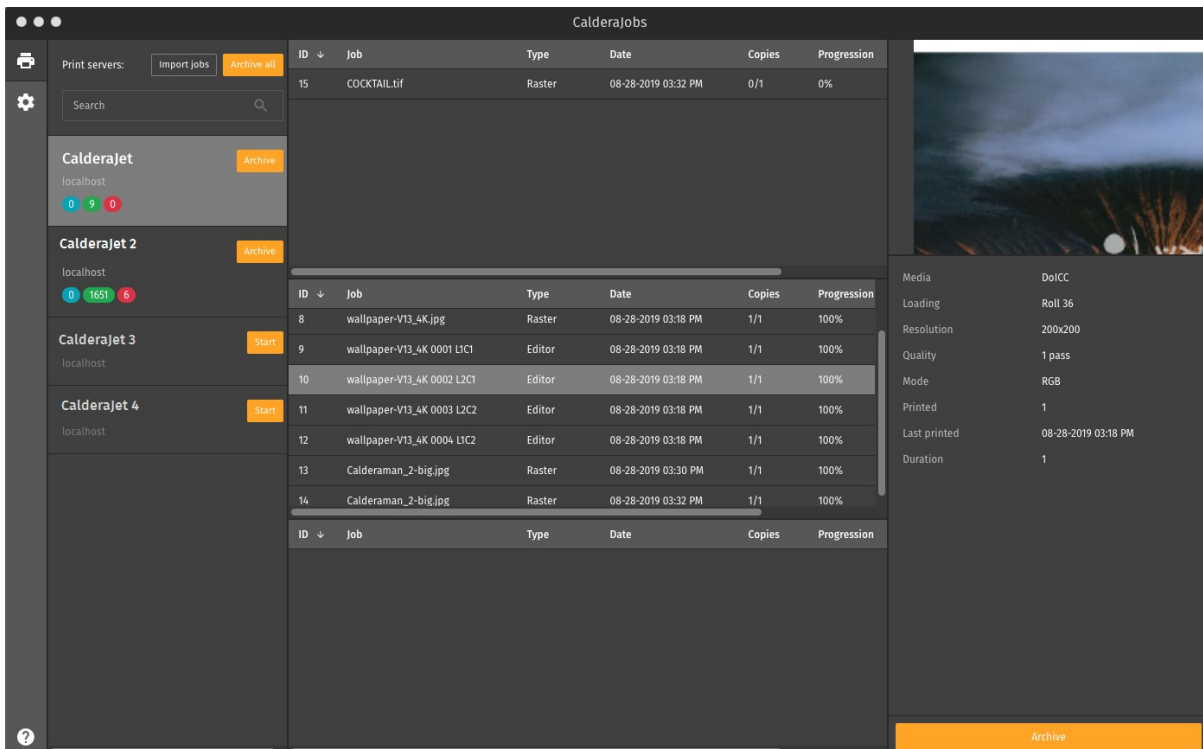 CalderaJobs
Print servers:
Import jobs
Archive all
Search
CalderaJet
Archive
localhost
0 9 0
CalderaJet 2
Archive
localhost
0 1651 6
CalderaJet 3
Start
localhost
CalderaJet 4
Start
localhost
ID ↓ Job Type Date Copies Progression
15 COCKTAIL.tif Raster 08-28-2019 03:32 PM 0/1 0%
ID ↓ Job Type Date Copies Progression
8 wallpaper-V13_4K.jpg Raster 08-28-2019 03:18 PM 1/1 100%
9 wallpaper-V13_4K 0001 L1C1 Editor 08-28-2019 03:18 PM 1/1 100%
10 wallpaper-V13_4K 0002 L2C1 Editor 08-28-2019 03:18 PM 1/1 100%
11 wallpaper-V13_4K 0003 L2C2 Editor 08-28-2019 03:18 PM 1/1 100%
12 wallpaper-V13_4K 0004 L1C2 Editor 08-28-2019 03:18 PM 1/1 100%
13 Calderaman_2-big.jpg Raster 08-28-2019 03:30 PM 1/1 100%
14 Calderaman_2-big.jpg Raster 08-28-2019 03:32 PM 1/1 100%
ID ↓ Job Type Date Copies Progression
Media DoICC
Loading Roll 36
Resolution 200x200
Quality 1 pass
Mode RGB
Printed 1
Last printed 08-28-2019 03:18 PM
Duration 1
Archive